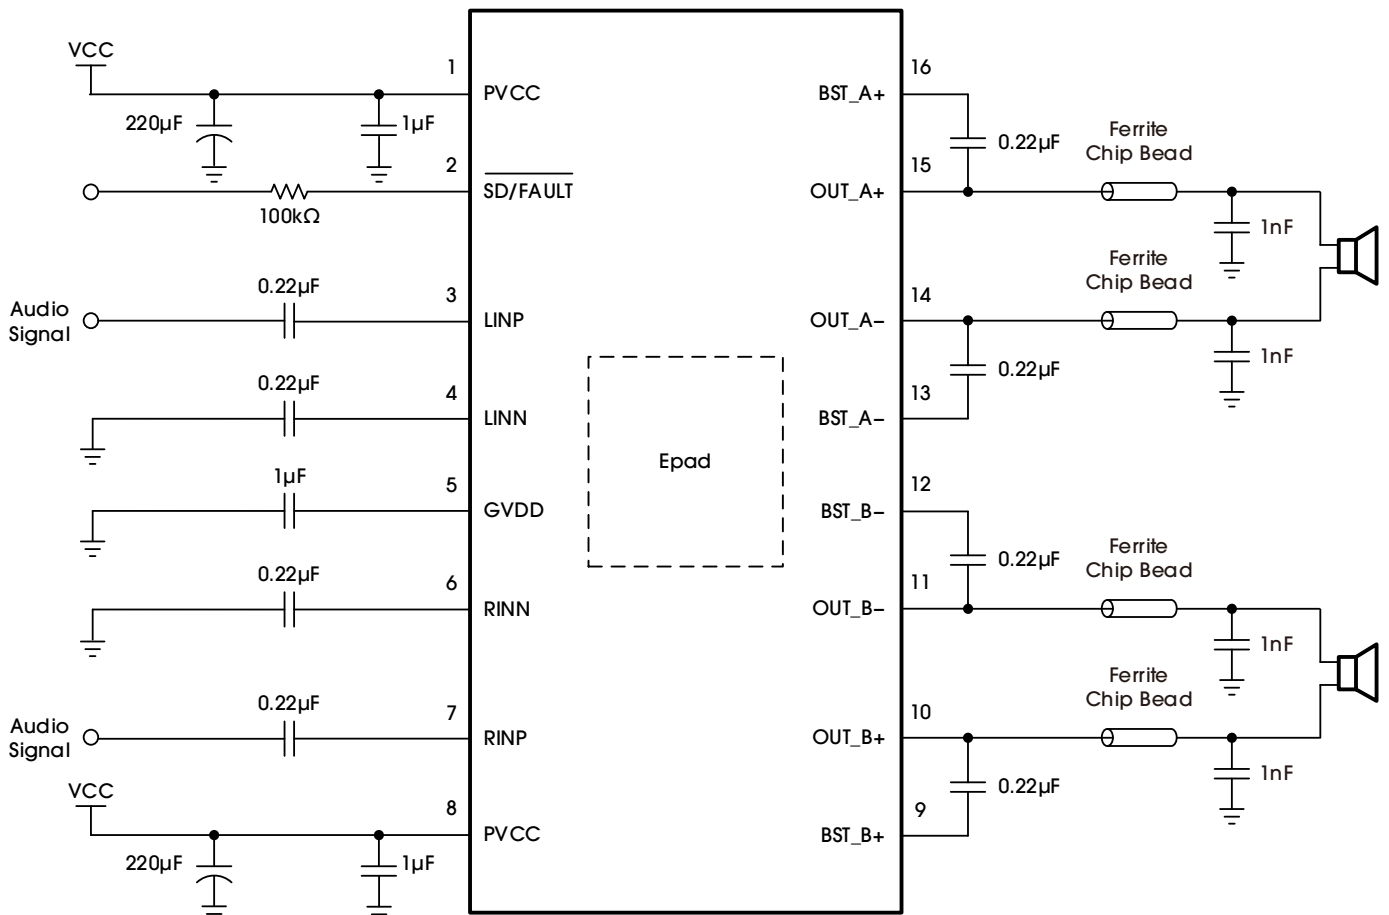 VCC
1
PVCC
220µF
1µF
2
SD/FAULT
100kΩ
Audio
Signal
0.22µF
3
LINP
0.22µF
4
LINN
1µF
5
GVDD
0.22µF
6
RINN
Audio
Signal
0.22µF
7
RINP
VCC
8
PVCC
220µF
1µF
Epad
16
BST_A+
0.22µF
Ferrite
Chip Bead
15
OUT_A+
1nF
Ferrite
Chip Bead
14
OUT_A−
1nF
0.22µF
13
BST_A−
12
BST_B−
0.22µF
Ferrite
Chip Bead
11
OUT_B−
1nF
Ferrite
Chip Bead
10
OUT_B+
1nF
0.22µF
9
BST_B+